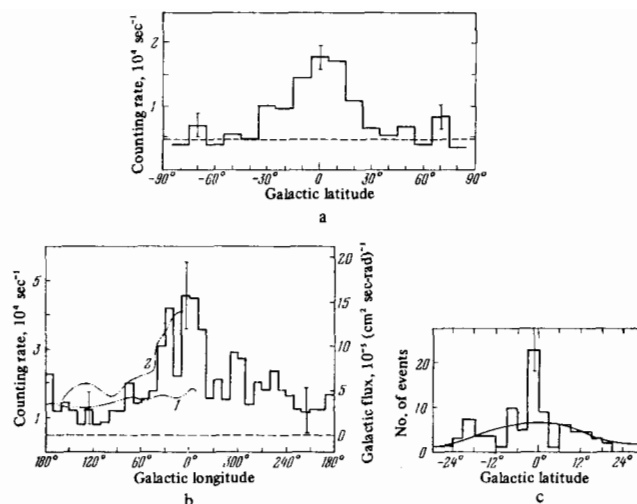 Counting rate, 10⁴ sec⁻¹
2
1
-90° -60° -30° 0 30° 60° 90°
Galactic latitude
a
Counting rate, 10⁴ sec⁻¹
5
3
1
2
1
20
15
10
5
0
Galactic flux, 10⁻⁵ (cm² sec-rad)⁻¹
180° 120° 60° 0° 240° 180°
Galactic longitude
b
No. of events
20
10
0
-24° -12° 0° 12° 24°
Galactic latitude
c